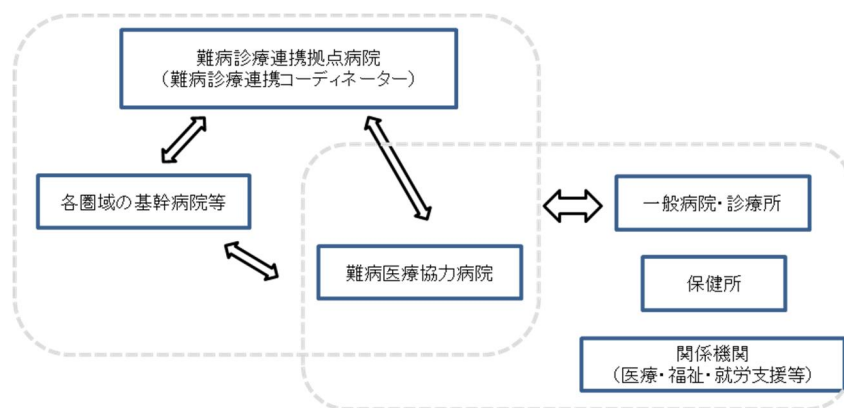 難病診療連携拠点病院
（難病診療連携コーディネーター）
各圏域の基幹病院等
一般病院・診療所
難病医療協力病院
保健所
関係機関
（医療・福祉・就労支援等）